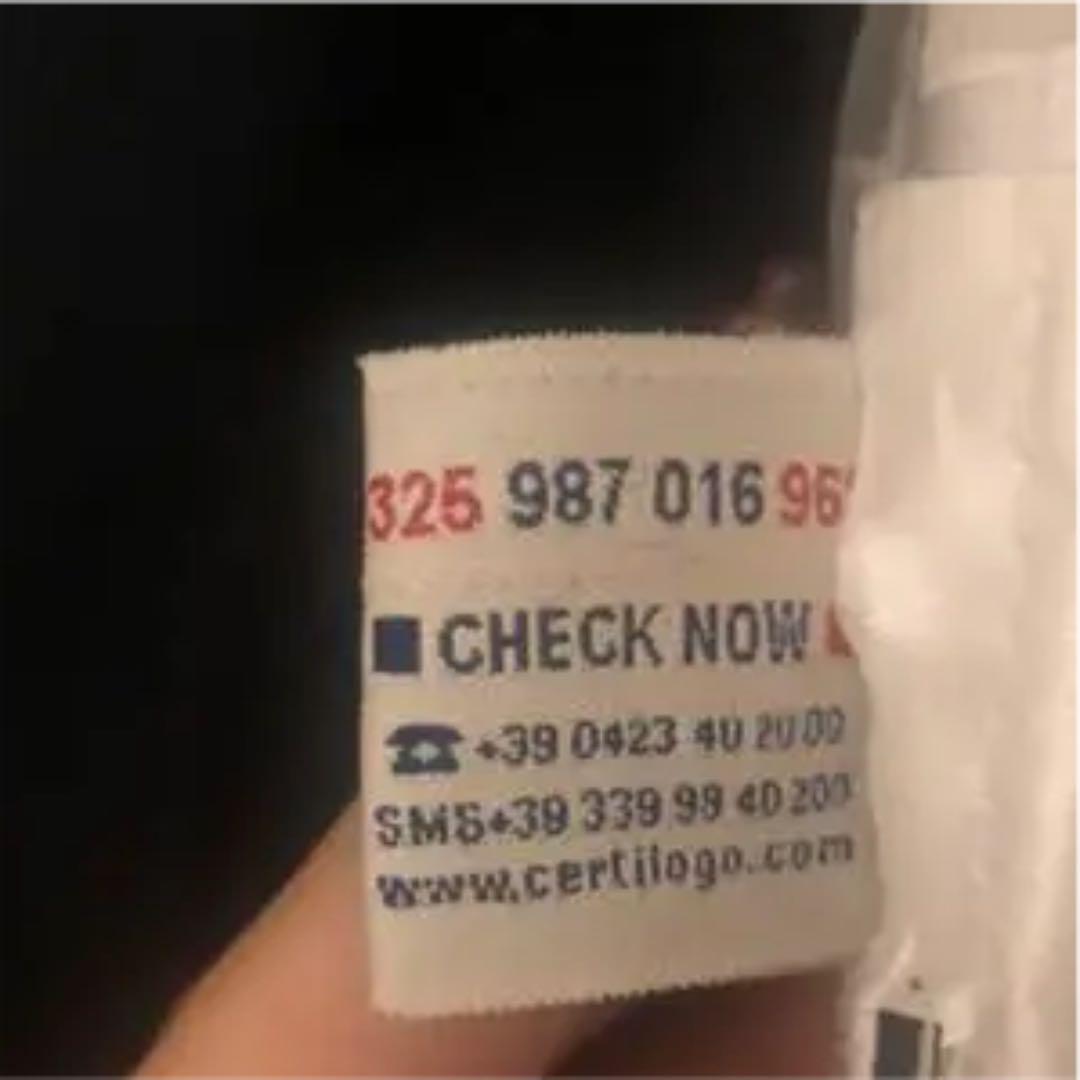 325 987 016 96
CHECK NOW
+39 0423 40 20 00
SMS+39 339 99 40 200
www.certilogo.com